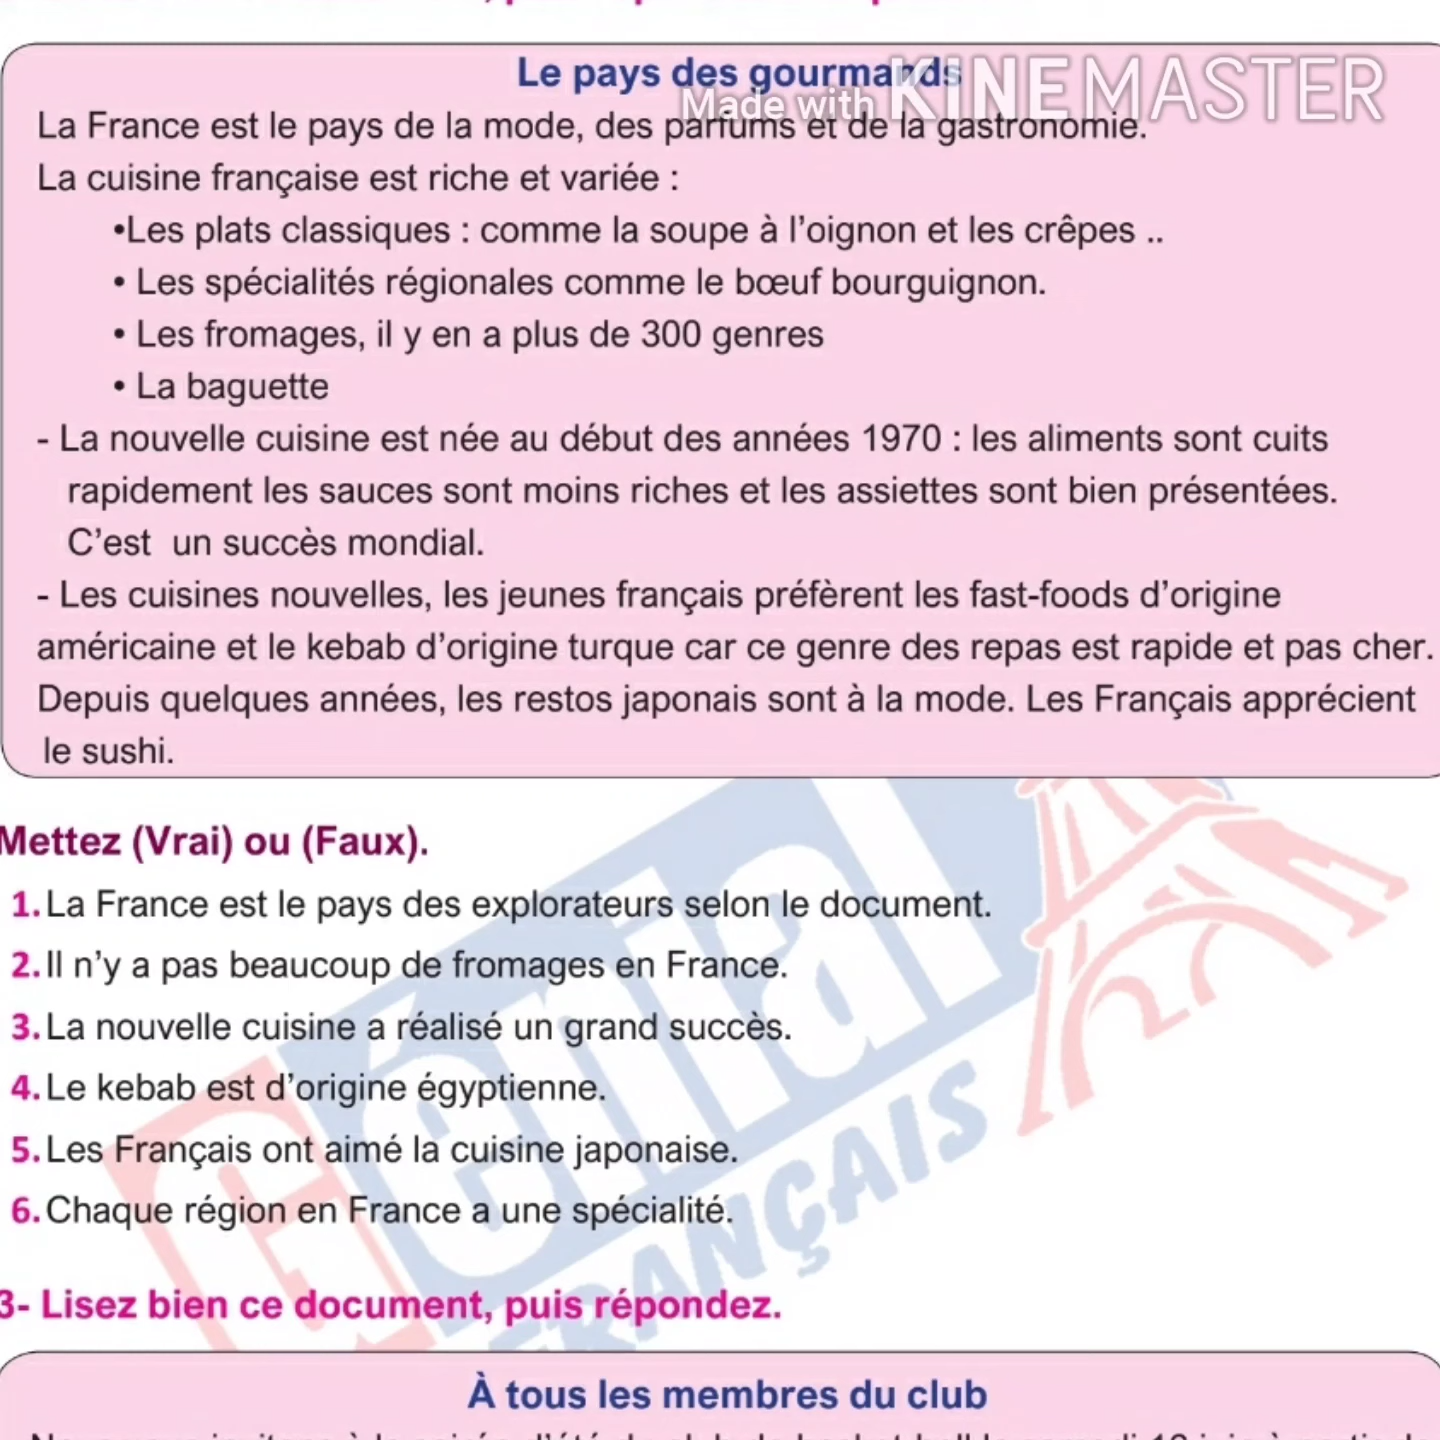 Le pays des gourmands
Made with KINEMASTER
La France est le pays de la mode, des parfums et de la gastronomie.
La cuisine française est riche et variée :
•Les plats classiques : comme la soupe à l'oignon et les crêpes ..
• Les spécialités régionales comme le bœuf bourguignon.
• Les fromages, il y en a plus de 300 genres
• La baguette
- La nouvelle cuisine est née au début des années 1970 : les aliments sont cuits
rapidement les sauces sont moins riches et les assiettes sont bien présentées.
C'est un succès mondial.
- Les cuisines nouvelles, les jeunes français préfèrent les fast-foods d'origine
américaine et le kebab d'origine turque car ce genre des repas est rapide et pas cher.
Depuis quelques années, les restos japonais sont à la mode. Les Français apprécient
le sushi.
Mettez (Vrai) ou (Faux).
1. La France est le pays des explorateurs selon le document.
2. Il n'y a pas beaucoup de fromages en France.
3. La nouvelle cuisine a réalisé un grand succès.
4. Le kebab est d'origine égyptienne.
5. Les Français ont aimé la cuisine japonaise.
6. Chaque région en France a une spécialité.
Génial
FRANÇAIS
3- Lisez bien ce document, puis répondez.
À tous les membres du club